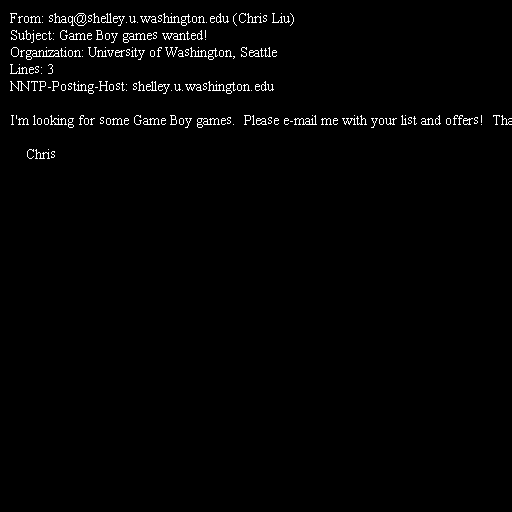 From: shaq@shelley.u.washington.edu (Chris Liu)
Subject: Game Boy games wanted!
Organization: University of Washington, Seattle
Lines: 3
NNTP-Posting-Host: shelley.u.washington.edu
I'm looking for some Game Boy games.  Please e-mail me with your list and offers!
Chris